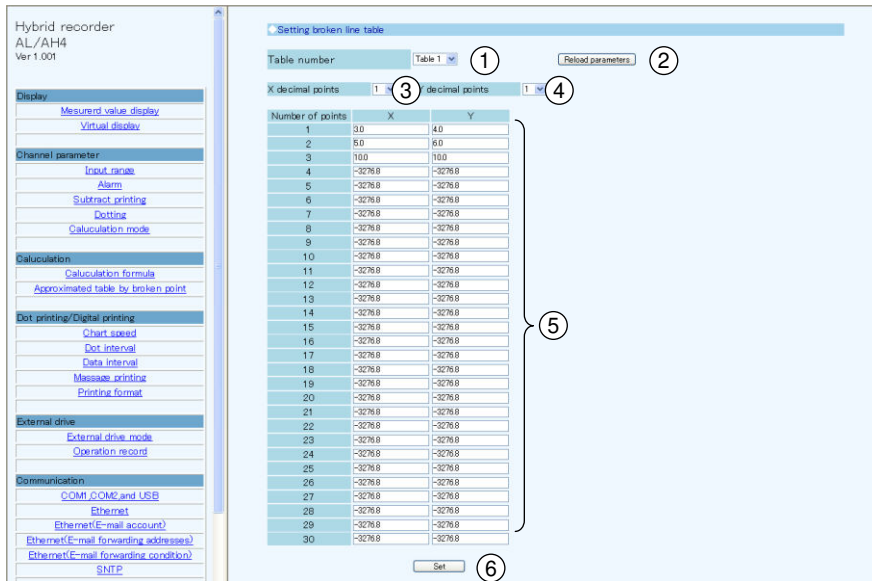 Hybrid recorder
AL/AH4
Ver 1.001
Display
Mesurerd value display
Virtual display
Channel parameter
Input range
Alarm
Subtract printing
Dotting
Caluculation mode
Caluculation
Caluculation formula
Approximated table by broken point
Dot printing/Digital printing
Chart speed
Dot interval
Data interval
Massage printing
Printing format
External drive
External drive mode
Operation record
Communication
COM1,COM2,and USB
Ethernet
Ethernet(E-mail account)
Ethernet(E-mail forwarding addresses)
Ethernet(E-mail forwarding condition)
SNTP
Setting broken line table
Table number Table 1 ① Reload parameters ②
X decimal points 1 ③ Y decimal points 1 ④
Number of points X Y
1 3.0 4.0
2 5.0 6.0
3 10.0 10.0
4 -3276.8 -3276.8
5 -3276.8 -3276.8
6 -3276.8 -3276.8
7 -3276.8 -3276.8
8 -3276.8 -3276.8
9 -3276.8 -3276.8
10 -3276.8 -3276.8
11 -3276.8 -3276.8
12 -3276.8 -3276.8
13 -3276.8 -3276.8
14 -3276.8 -3276.8
15 -3276.8 -3276.8 ⑤
16 -3276.8 -3276.8
17 -3276.8 -3276.8
18 -3276.8 -3276.8
19 -3276.8 -3276.8
20 -3276.8 -3276.8
21 -3276.8 -3276.8
22 -3276.8 -3276.8
23 -3276.8 -3276.8
24 -3276.8 -3276.8
25 -3276.8 -3276.8
26 -3276.8 -3276.8
27 -3276.8 -3276.8
28 -3276.8 -3276.8
29 -3276.8 -3276.8
30 -3276.8 -3276.8
Set ⑥